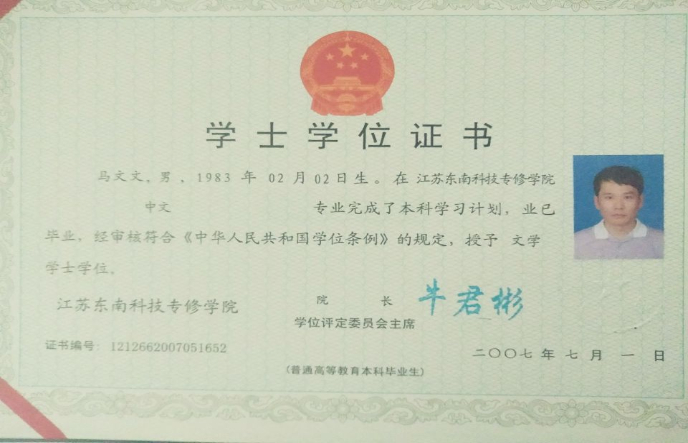 学士学位证书
马文文、男，1983 年 02 月 02 日生。在 江苏东南科技专修学院
中文 专业完成了本科学习计划，业已
毕业，经审核符合《中华人民共和国学位条例》的规定，授予 文学
学士学位。
江苏东南科技专修学院
院 长 牛君彬
学位评定委员会主席
证书编号：1212662007051652
二〇〇七年七月一日
(普通高等教育本科毕业生)